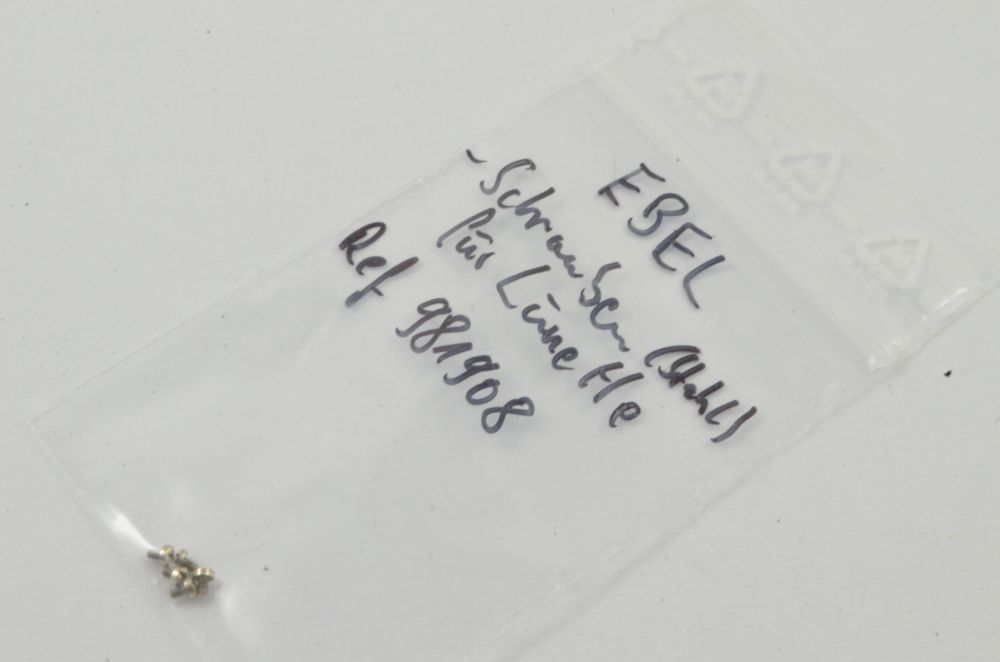 EBEL
- Schrauben (Stahl)
für Lünette
Ref 981908